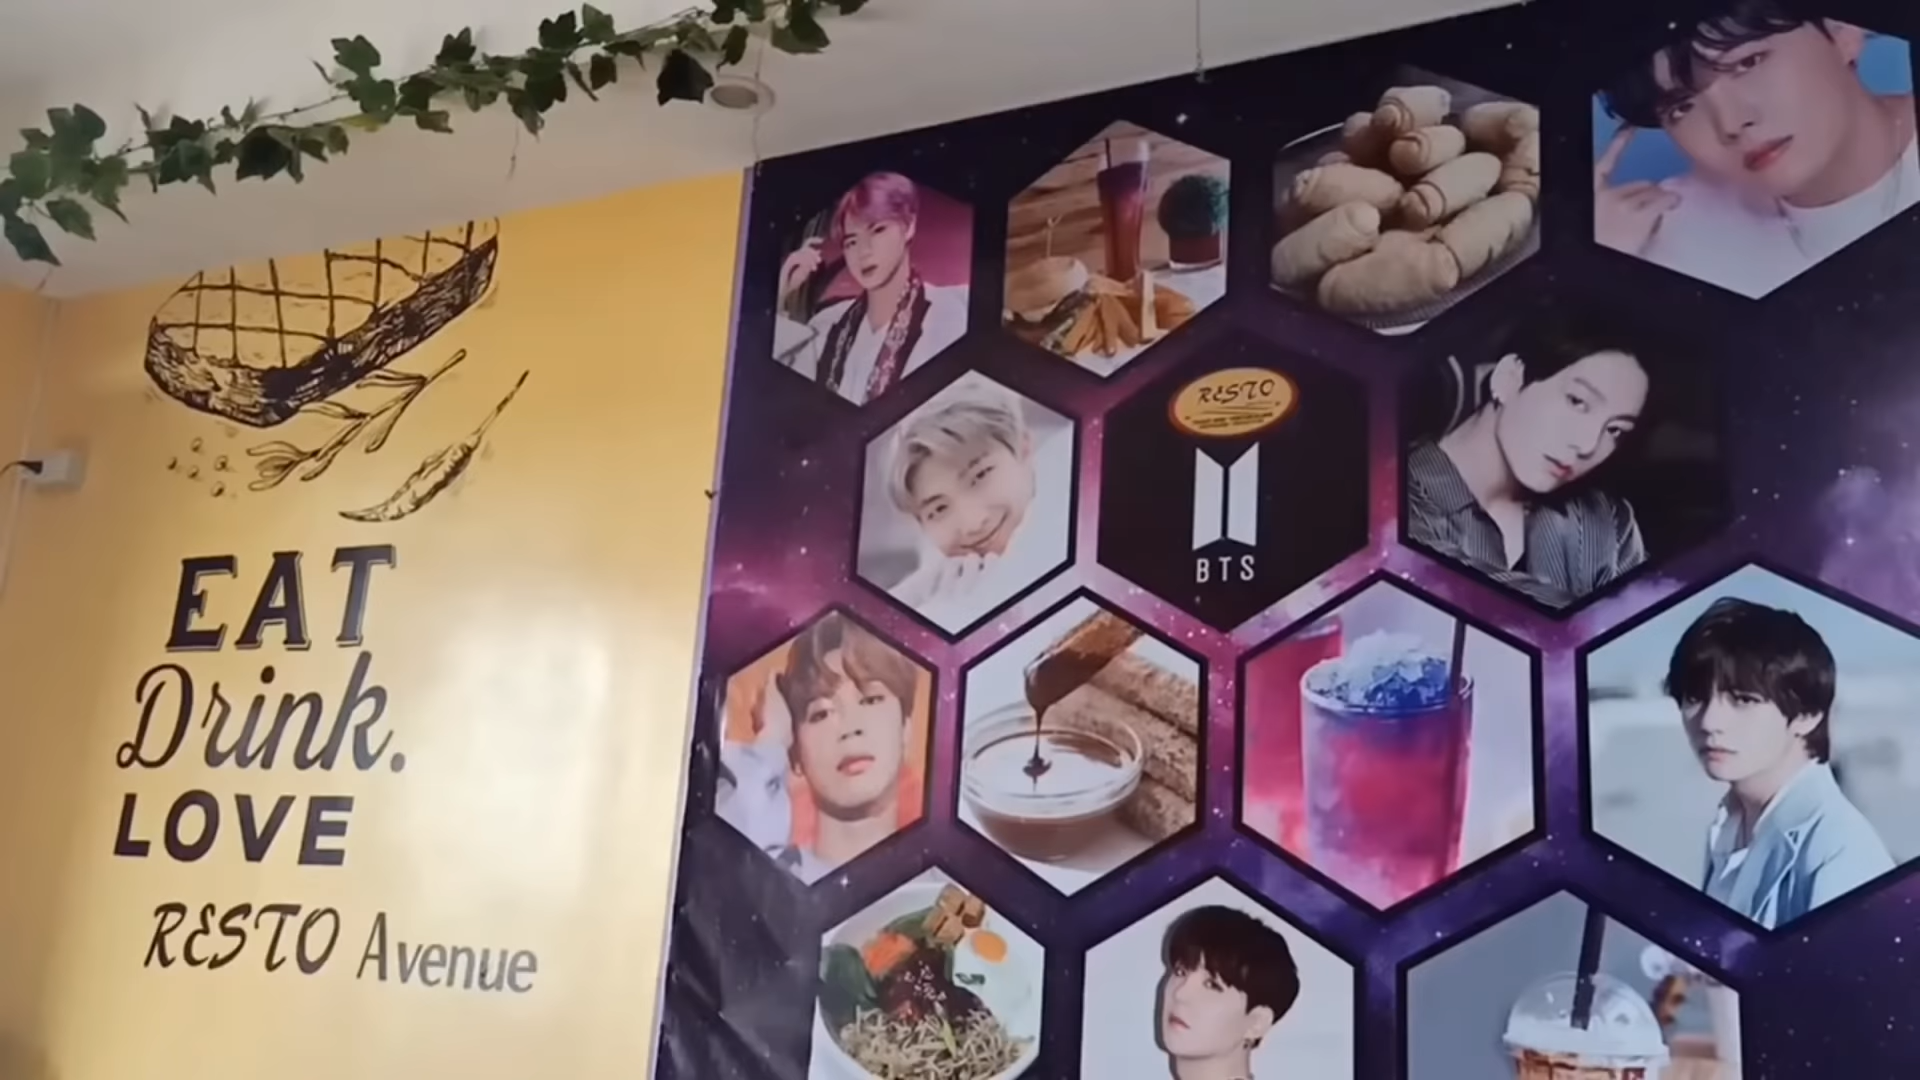 EAT
Drink.
LOVE
RESTO Avenue
RESTO
BTS